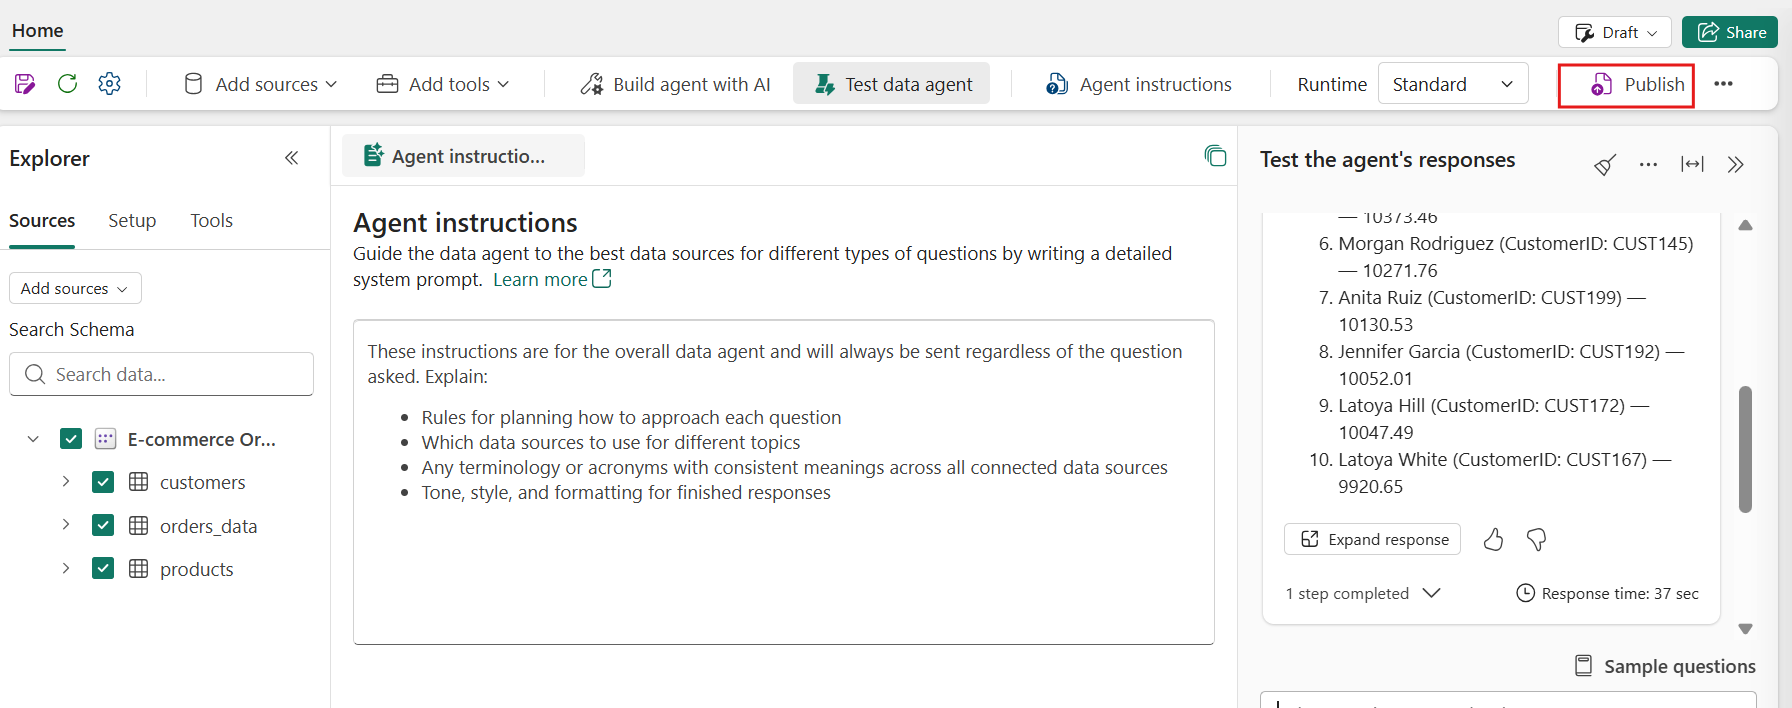 Home
Draft
Share
Add sources
Add tools
Build agent with AI
Test data agent
Agent instructions
Runtime
Standard
Publish
Explorer
Sources
Setup
Tools
Add sources
Search Schema
Search data...
E-commerce Or...
customers
orders_data
products
Agent instructio...
Agent instructions
Guide the data agent to the best data sources for different types of questions by writing a detailed
system prompt. Learn more
These instructions are for the overall data agent and will always be sent regardless of the question
asked. Explain:
• Rules for planning how to approach each question
• Which data sources to use for different topics
• Any terminology or acronyms with consistent meanings across all connected data sources
• Tone, style, and formatting for finished responses
Test the agent's responses
— 10373.46
6. Morgan Rodriguez (CustomerID: CUST145)
— 10271.76
7. Anita Ruiz (CustomerID: CUST199) —
10130.53
8. Jennifer Garcia (CustomerID: CUST192) —
10052.01
9. Latoya Hill (CustomerID: CUST172) —
10047.49
10. Latoya White (CustomerID: CUST167) —
9920.65
Expand response
1 step completed
Response time: 37 sec
Sample questions